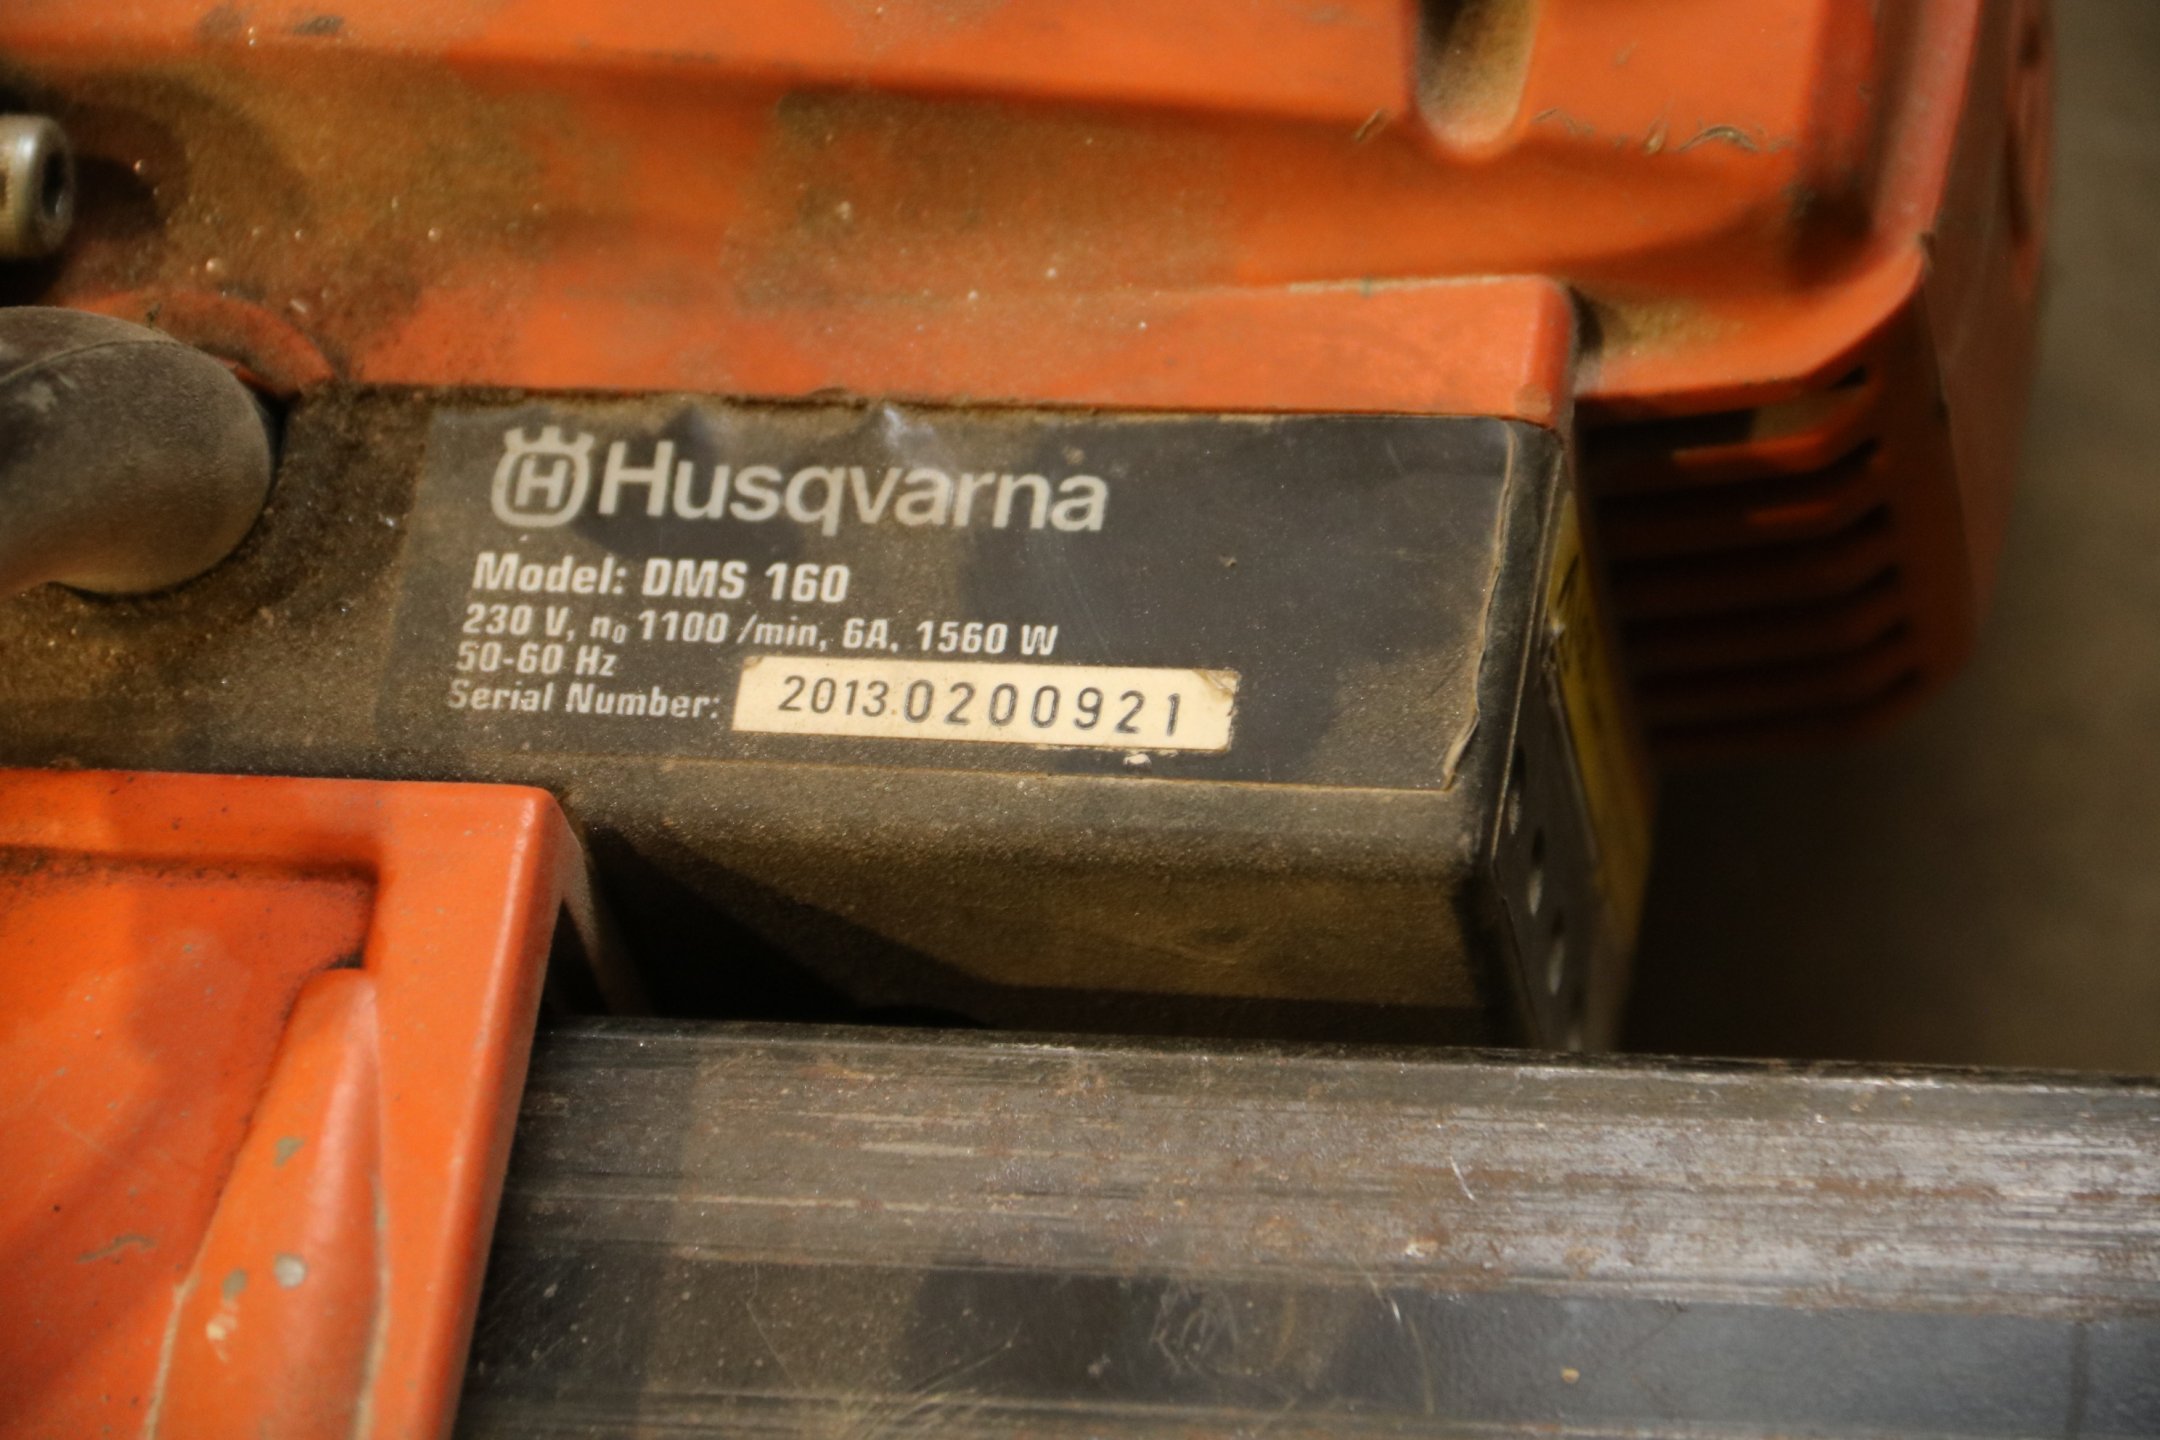 H Husqvarna
Model: DMS 160
230 V, n₀ 1100 /min, 6A, 1560 W
50-60 Hz
Serial Number: 2013 0200921